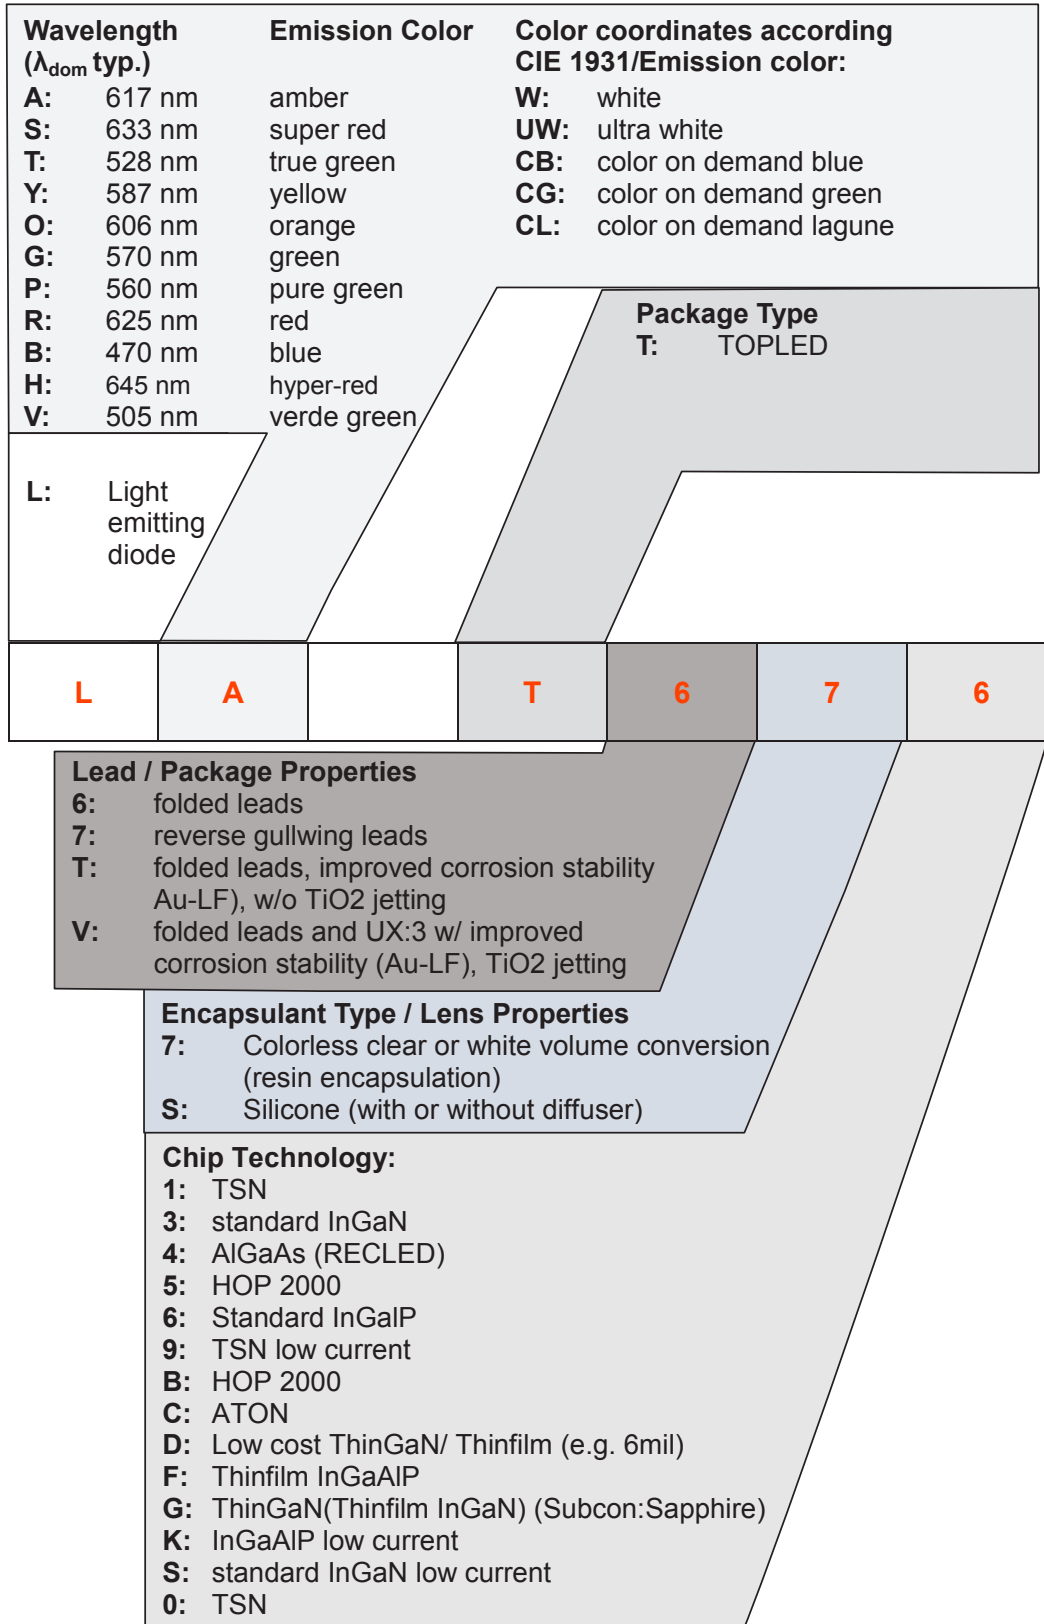 Wavelength Emission Color Color coordinates according
(λdom typ.) CIE 1931/Emission color:
A: 617 nm amber W: white
S: 633 nm super red UW: ultra white
T: 528 nm true green CB: color on demand blue
Y: 587 nm yellow CG: color on demand green
O: 606 nm orange CL: color on demand lagune
G: 570 nm green
P: 560 nm pure green
R: 625 nm red
B: 470 nm blue
H: 645 nm hyper-red
V: 505 nm verde green
Package Type
T: TOPLED
L: Light
emitting
diode
L A T 6 7 6
Lead / Package Properties
6: folded leads
7: reverse gullwing leads
T: folded leads, improved corrosion stability
Au-LF), w/o TiO2 jetting
V: folded leads and UX:3 w/ improved
corrosion stability (Au-LF), TiO2 jetting
Encapsulant Type / Lens Properties
7: Colorless clear or white volume conversion
(resin encapsulation)
S: Silicone (with or without diffuser)
Chip Technology:
1: TSN
3: standard InGaN
4: AlGaAs (RECLED)
5: HOP 2000
6: Standard InGalP
9: TSN low current
B: HOP 2000
C: ATON
D: Low cost ThinGaN/ Thinfilm (e.g. 6mil)
F: Thinfilm InGaAlP
G: ThinGaN(Thinfilm InGaN) (Subcon:Sapphire)
K: InGaAlP low current
S: standard InGaN low current
0: TSN